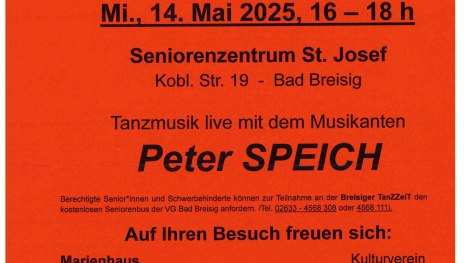 Mi., 14. Mai 2025, 16 – 18 h
Seniorenzentrum St. Josef
Kobl. Str. 19 - Bad Breisig
Tanzmusik live mit dem Musikanten
Peter SPEICH
Berechtigte Senior*innen und Schwerbehinderte können zur Teilnahme an der Breisiger TanZZeiT den
kostenlosen Seniorenbus der VG Bad Breisig anfordern. /Tel. 02633 - 4568 308 oder 4568 111).
Auf Ihren Besuch freuen sich:
Marienhaus Kulturverein